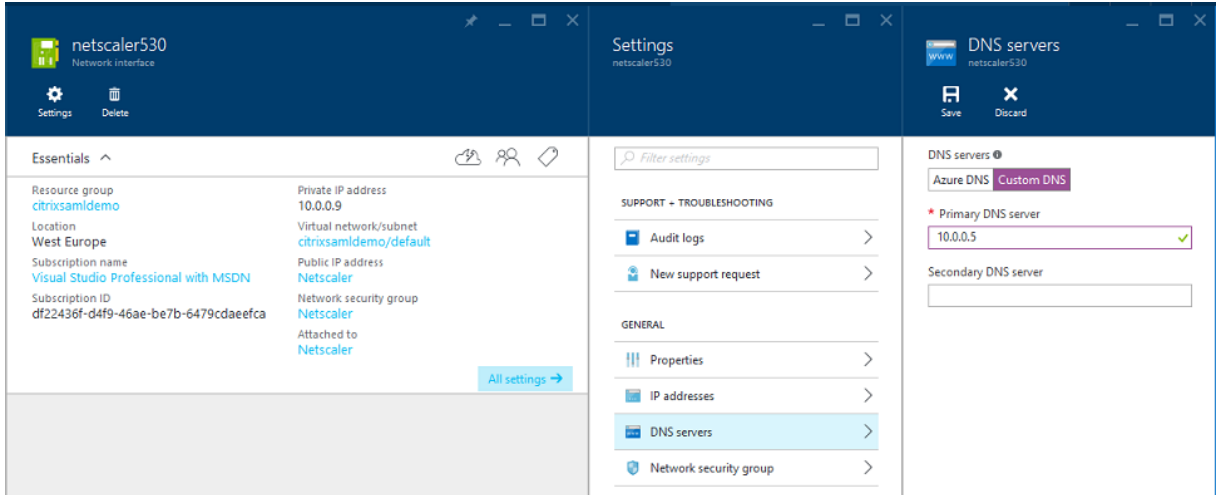 netscaler530
Network interface
Settings
Delete
Essentials
Resource group
citrixsamldemo
Location
West Europe
Subscription name
Visual Studio Professional with MSDN
Subscription ID
df22436f-d4f9-46ae-be7b-6479cdaeefca
Private IP address
10.0.0.9
Virtual network/subnet
citrixsamldemo/default
Public IP address
Netscaler
Network security group
Netscaler
Attached to
Netscaler
All settings →
Settings
netscaler530
Filter settings
SUPPORT + TROUBLESHOOTING
Audit logs
New support request
GENERAL
Properties
IP addresses
DNS servers
Network security group
www
DNS servers
netscaler530
Save
Discard
DNS servers
Azure DNS Custom DNS
* Primary DNS server
10.0.0.5
Secondary DNS server